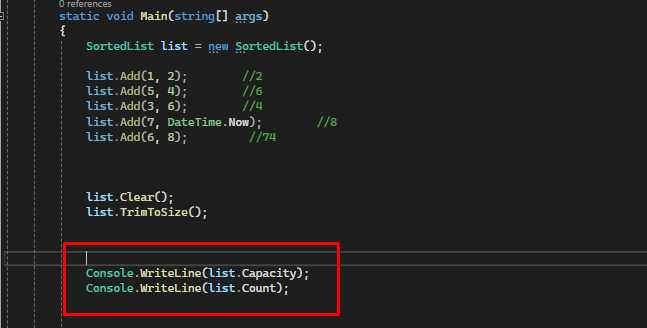 0 references
static void Main(string[] args)
{
SortedList list = new SortedList();
list.Add(1, 2); //2
list.Add(5, 4); //6
list.Add(3, 6); //4
list.Add(7, DateTime.Now); //8
list.Add(6, 8); //74
list.Clear();
list.TrimToSize();
Console.WriteLine(list.Capacity);
Console.WriteLine(list.Count);